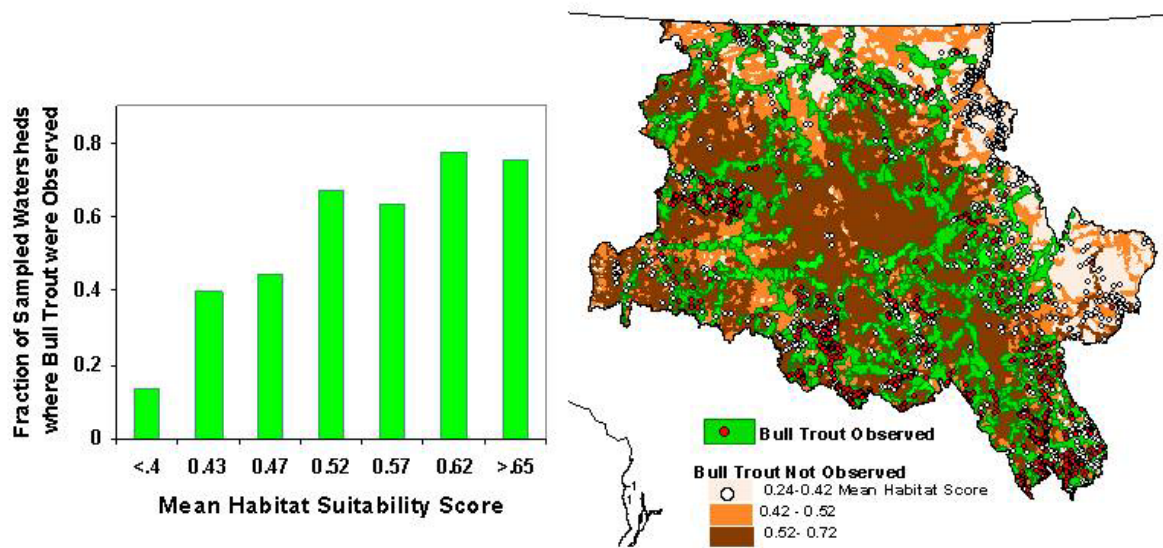 Fraction of Sampled Watersheds
where Bull Trout were Observed
0.8
0.6
0.4
0.2
0
<.4 0.43 0.47 0.52 0.57 0.62 >.65
Mean Habitat Suitability Score
Bull Trout Observed
Bull Trout Not Observed
0.24-0.42 Mean Habitat Score
0.42 - 0.52
0.52- 0.72